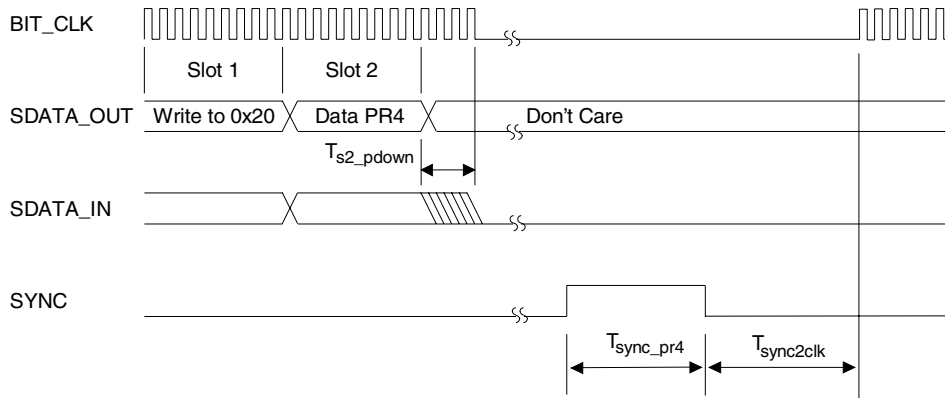 BIT_CLK
Slot 1 Slot 2
SDATA_OUT Write to 0x20 Data PR4 Don't Care
Ts2_pdown
SDATA_IN
SYNC
Tsync_pr4 Tsync2clk